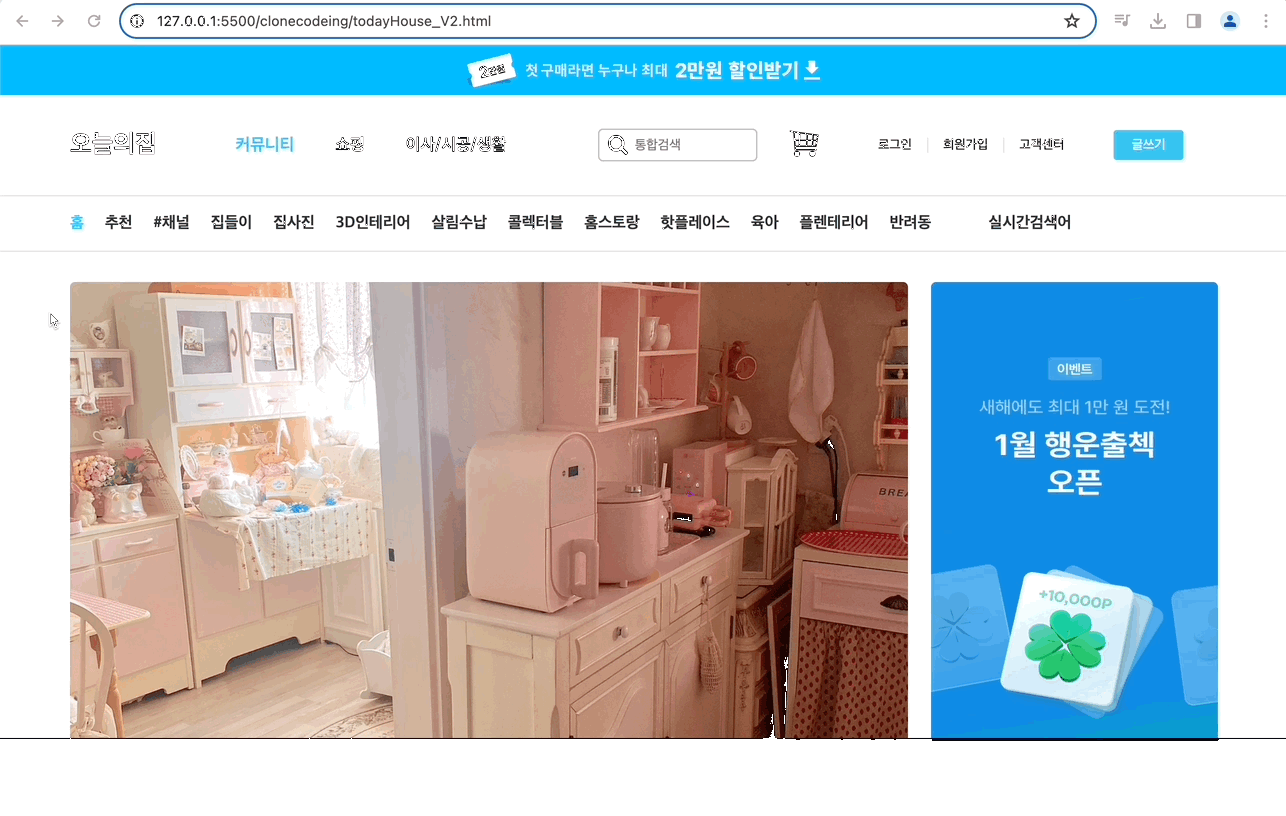 127.0.0.1:5500/clonecodeing/todayHouse_V2.html
2만원 첫 구매라면 누구나 최대 2만원 할인받기
오늘의집 커뮤니티 쇼핑 이사/시공/생활 통합검색 로그인 회원가입 고객센터 글쓰기
홈 추천 #채널 집들이 집사진 3D인테리어 살림수납 콜렉터블 홈스토랑 핫플레이스 육아 플렌테리어 반려동 실시간검색어
이벤트
새해에도 최대 1만 원 도전!
1월 행운출첵
오픈
+10,000P
BREA